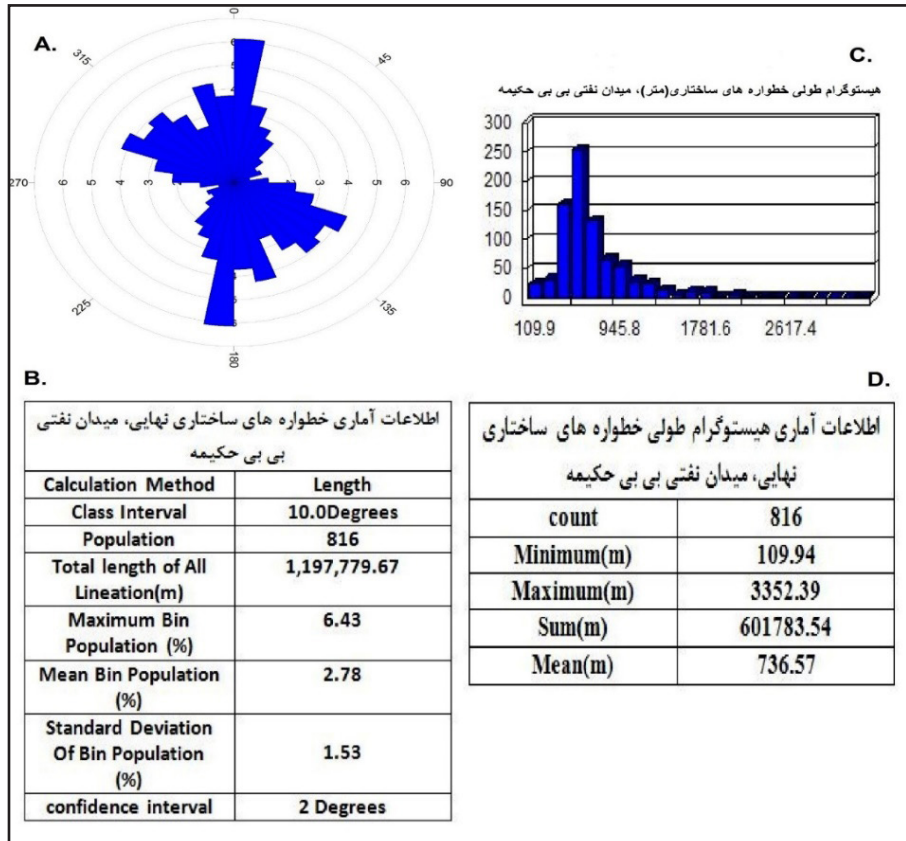 A.
0
45
90
135
180
225
270
315
6 5 4 3 2 1 2 3 4 5 6
C.
هیستوگرام طولی خطواره های ساختاری(متر)، میدان نفتی بی بی حکیمه
300
250
200
150
100
50
0
109.9 945.8 1781.6 2617.4
B.
اطلاعات آماری خطواره های ساختاری نهایی، میدان نفتی
بی بی حکیمه
Calculation Method Length
Class Interval 10.0Degrees
Population 816
Total length of All
Lineation(m) 1,197,779.67
Maximum Bin
Population (%) 6.43
Mean Bin Population
(%) 2.78
Standard Deviation
Of Bin Population
(%) 1.53
confidence interval 2 Degrees
D.
اطلاعات آماری هیستوگرام طولی خطواره های ساختاری
نهایی، میدان نفتی بی بی حکیمه
count 816
Minimum(m) 109.94
Maximum(m) 3352.39
Sum(m) 601783.54
Mean(m) 736.57